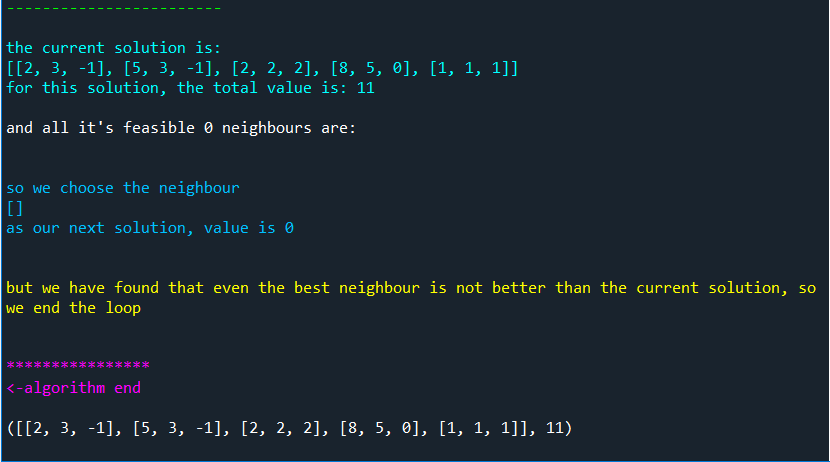 ------------------------
the current solution is:
[[2, 3, -1], [5, 3, -1], [2, 2, 2], [8, 5, 0], [1, 1, 1]]
for this solution, the total value is: 11
and all it's feasible 0 neighbours are:
so we choose the neighbour
[]
as our next solution, value is 0
but we have found that even the best neighbour is not better than the current solution, so
we end the loop
****************
<-algorithm end
([[2, 3, -1], [5, 3, -1], [2, 2, 2], [8, 5, 0], [1, 1, 1]], 11)